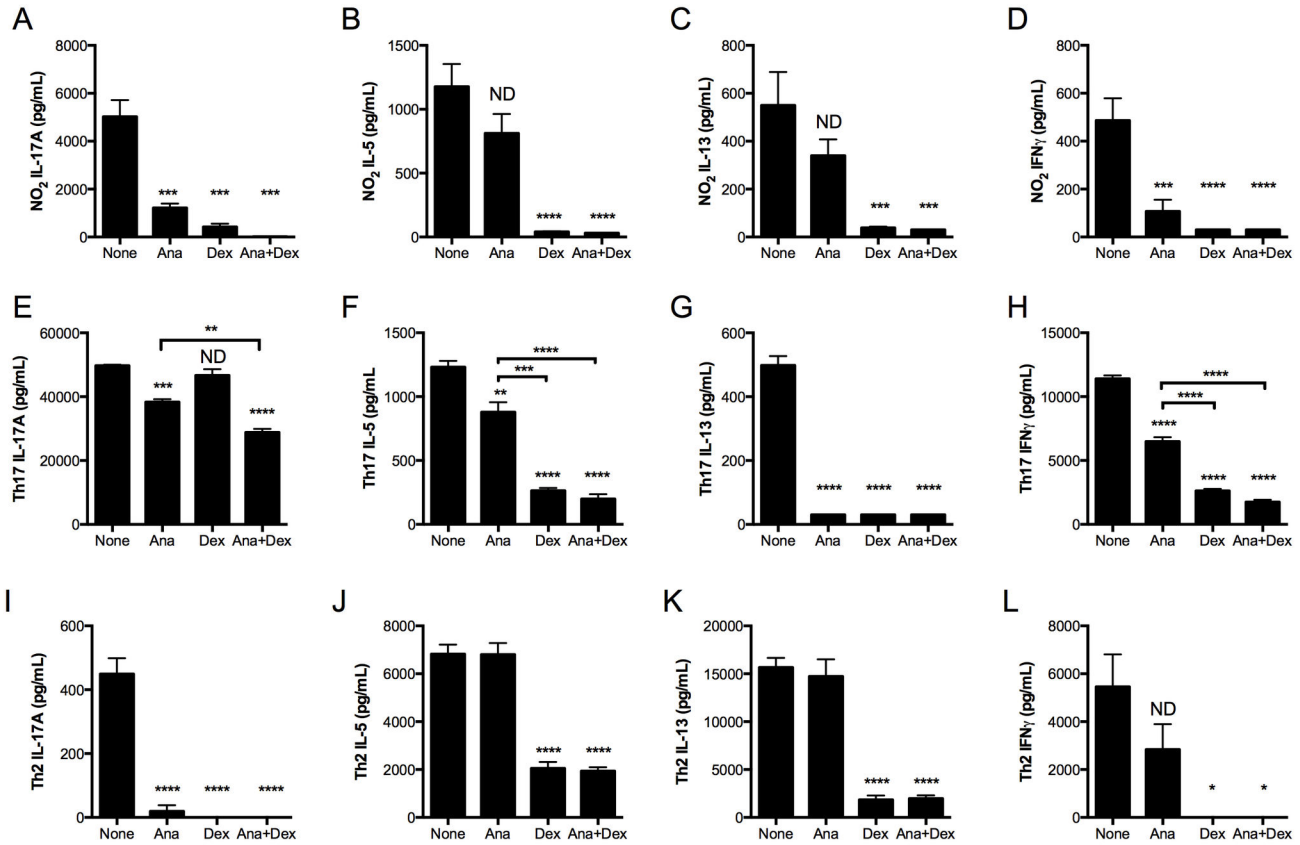 A
NO2 IL-17A (pg/mL)
8000
6000
4000
2000
0
*** *** ***
None Ana Dex Ana+Dex
B
NO2 IL-5 (pg/mL)
1500
1000
500
0
ND
**** ****
None Ana Dex Ana+Dex
C
NO2 IL-13 (pg/mL)
800
600
400
200
0
ND
*** ***
None Ana Dex Ana+Dex
D
NO2 IFNγ (pg/mL)
800
600
400
200
0
*** **** ****
None Ana Dex Ana+Dex
E
Th17 IL-17A (pg/mL)
60000
40000
20000
0
**
ND
***
****
None Ana Dex Ana+Dex
F
Th17 IL-5 (pg/mL
1500
1000
500
0
****
***
**
**** ****
None Ana Dex Ana+Dex
G
Th17 IL-13 (pg/mL)
600
400
200
0
**** **** ****
None Ana Dex Ana+Dex
H
Th17 IFNγ (pg/mL)
15000
10000
5000
0
****
****
****
**** ****
None Ana Dex Ana+Dex
I
Th2 IL-17A (pg/mL)
600
400
200
0
**** **** ****
None Ana Dex Ana+Dex
J
Th2 IL-5 (pg/mL)
8000
6000
4000
2000
0
**** ****
None Ana Dex Ana+Dex
K
Th2 IL-13 (pg/mL)
20000
15000
10000
5000
0
**** ****
None Ana Dex Ana+Dex
L
Th2 IFNγ (pg/mL)
8000
6000
4000
2000
0
ND
* *
None Ana Dex Ana+Dex